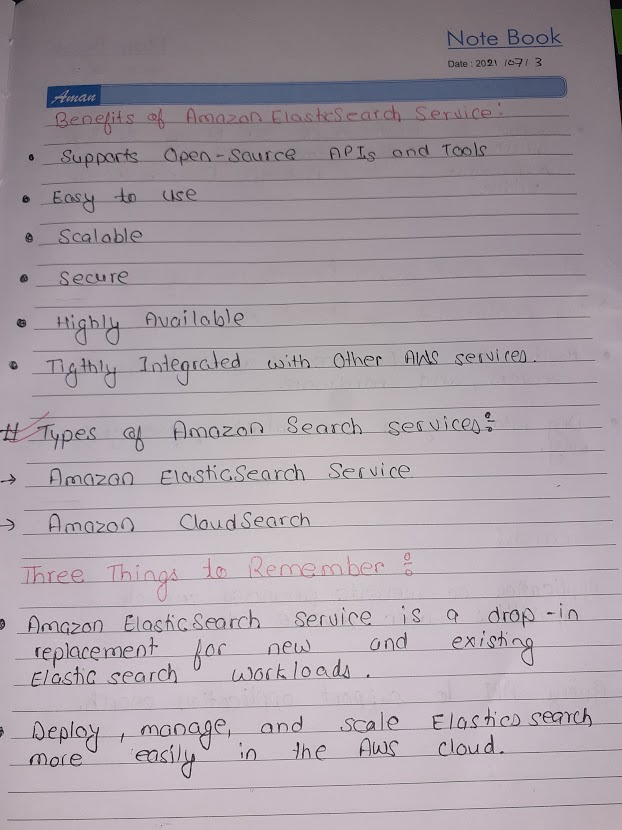 Note Book
Date : 2021 / 07 / 3
Aman
Benefits of Amazon ElasticSearch Service:
• Supports Open-Source APIs and Tools
• Easy to use
• Scalable
• Secure
• Highly Available
• Tigthly Integrated with Other AWS services.
# Types of Amazon Search services:
→ Amazon ElasticSearch Service
→ Amazon CloudSearch
Three Things to Remember :
• Amazon ElasticSearch service is a drop-in
replacement for new and existing
Elastic search workloads.
• Deploy, manage, and scale Elastics search
more easily in the AWS cloud.